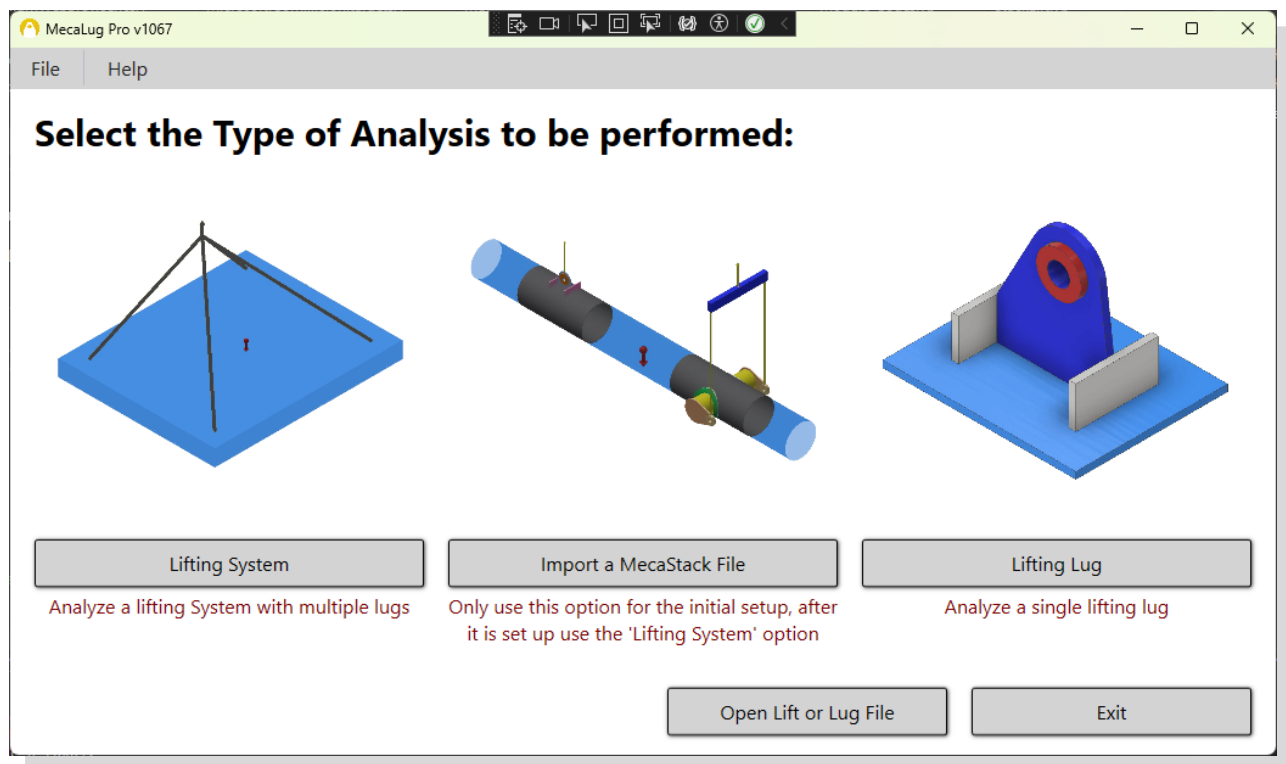 MecaLug Pro v1067
File Help
Select the Type of Analysis to be performed:
Lifting System
Import a MecaStack File
Lifting Lug
Analyze a lifting System with multiple lugs
Only use this option for the initial setup, after
it is set up use the 'Lifting System' option
Analyze a single lifting lug
Open Lift or Lug File
Exit